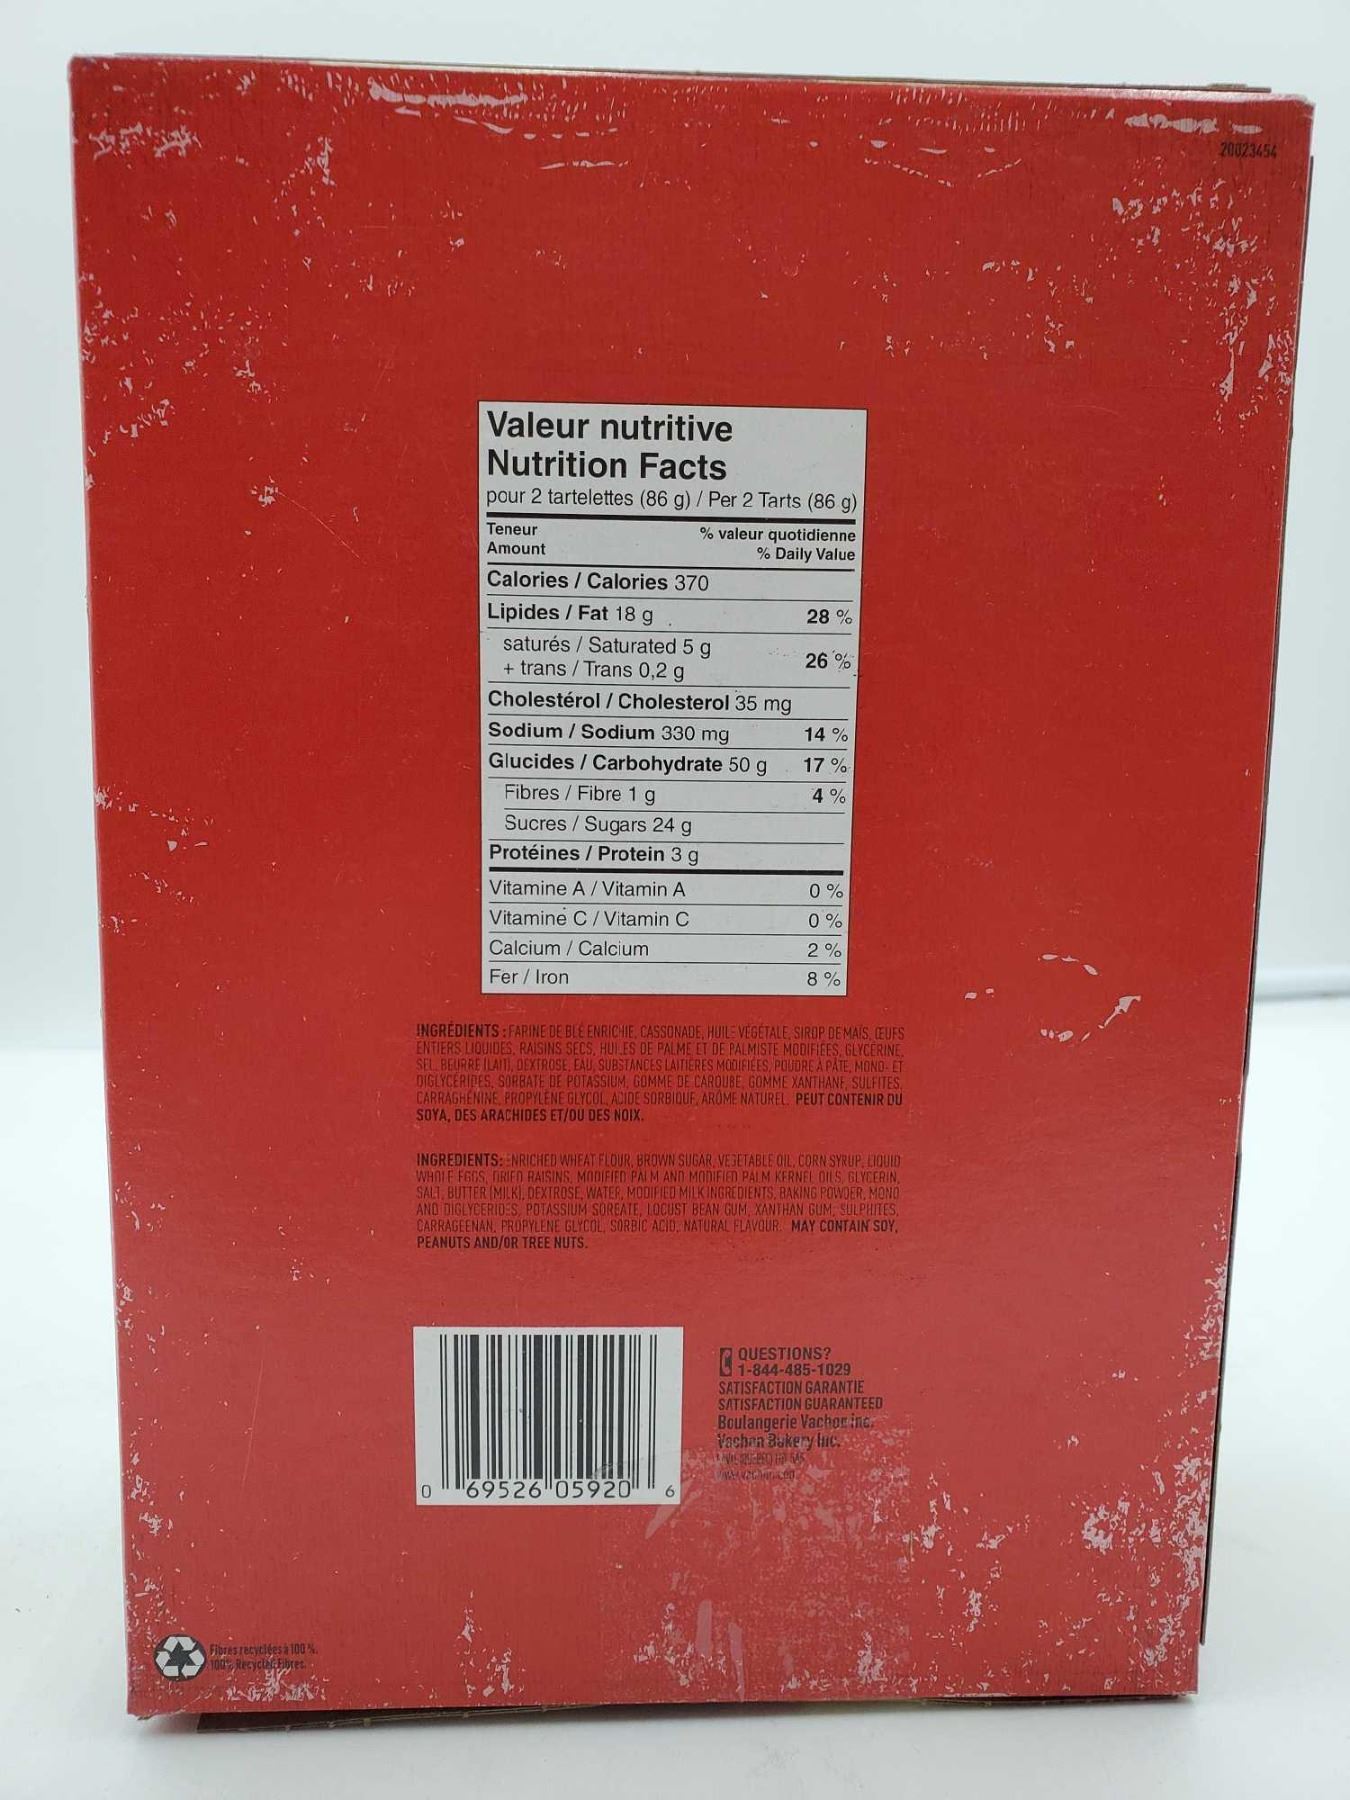 20023454
Valeur nutritive
Nutrition Facts
pour 2 tartelettes (86 g) / Per 2 Tarts (86 g)
Teneur % valeur quotidienne
Amount % Daily Value
Calories / Calories 370
Lipides / Fat 18 g 28 %
saturés / Saturated 5 g
+ trans / Trans 0,2 g 26 %
Cholestérol / Cholesterol 35 mg
Sodium / Sodium 330 mg 14 %
Glucides / Carbohydrate 50 g 17 %
Fibres / Fibre 1 g 4 %
Sucres / Sugars 24 g
Protéines / Protein 3 g
Vitamine A / Vitamin A 0 %
Vitamine C / Vitamin C 0 %
Calcium / Calcium 2 %
Fer / Iron 8 %
INGRÉDIENTS : FARINE DE BLÉ ENRICHIE, CASSONADE, HUILE VÉGÉTALE, SIROP DE MAÏS, ŒUFS
ENTIERS LIQUIDES, RAISINS SECS, HUILES DE PALME ET DE PALMISTE MODIFIÉES, GLYCÉRINE,
SEL, BEURRE (LAIT), DEXTROSE, EAU, SUBSTANCES LAITIÈRES MODIFIÉES, POUDRE À PÂTE, MONO- ET
DIGLYCÉRIDES, SORBATE DE POTASSIUM, GOMME DE CAROUBE, GOMME XANTHANE, SULFITES,
CARRAGHÉNINE, PROPYLÈNE GLYCOL, ACIDE SORBIQUE, ARÔME NATUREL. PEUT CONTENIR DU
SOYA, DES ARACHIDES ET/OU DES NOIX.
INGREDIENTS: ENRICHED WHEAT FLOUR, BROWN SUGAR, VEGETABLE OIL, CORN SYRUP, LIQUID
WHOLE EGGS, DRIED RAISINS, MODIFIED PALM AND MODIFIED PALM KERNEL OILS, GLYCERIN,
SALT, BUTTER (MILK), DEXTROSE, WATER, MODIFIED MILK INGREDIENTS, BAKING POWDER, MONO
AND DIGLYCERIDES, POTASSIUM SORBATE, LOCUST BEAN GUM, XANTHAN GUM, SULPHITES,
CARRAGEENAN, PROPYLENE GLYCOL, SORBIC ACID, NATURAL FLAVOUR. MAY CONTAIN SOY,
PEANUTS AND/OR TREE NUTS.
0 69526 05920 6
QUESTIONS?
1-844-485-1029
SATISFACTION GARANTIE
SATISFACTION GUARANTEED
Boulangerie Vachon inc.
Vachon Bakery Inc.
Fibres recyclées à 100 %.
100% Recycled Fibres.